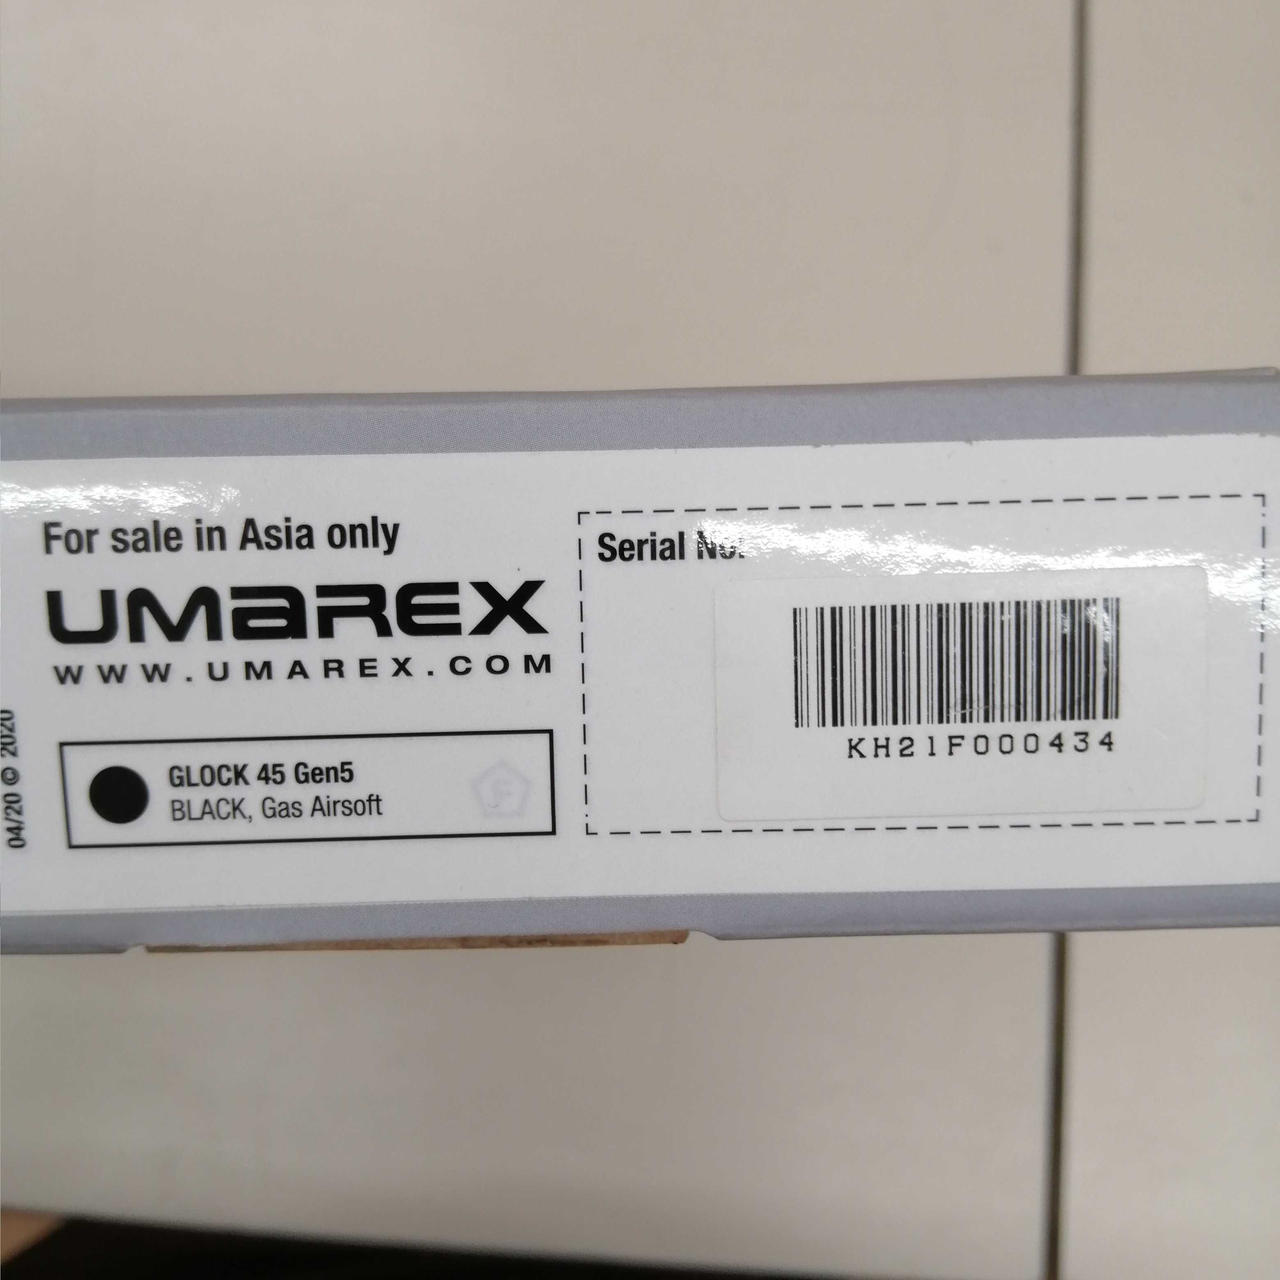 For sale in Asia only
UMAREX
WWW.UMAREX.COM
GLOCK 45 Gen5
BLACK, Gas Airsoft
F
04/20 © 2020
Serial No.
KH21F000434